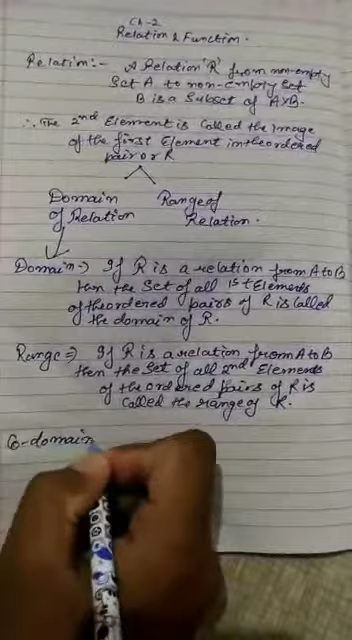 Ch-2
Relation & Function.
Relation:- A Relation 'R' from non-empty
Set A to non-empty Set
B is a Subset of AXB.
∴ The 2nd Element is Called the Image
of the first Element in the ordered
pair or R
Domain Range of
of Relation Relation.
Domain ⇒ If R is a relation from A to B
then the Set of all 1st Elements
of the ordered pairs of R is Called
the domain of R.
Range ⇒ If R is a relation from A to B
then the Set of all 2nd Elements
of the ordered pairs of R is
Called the range of R.
Co-domain